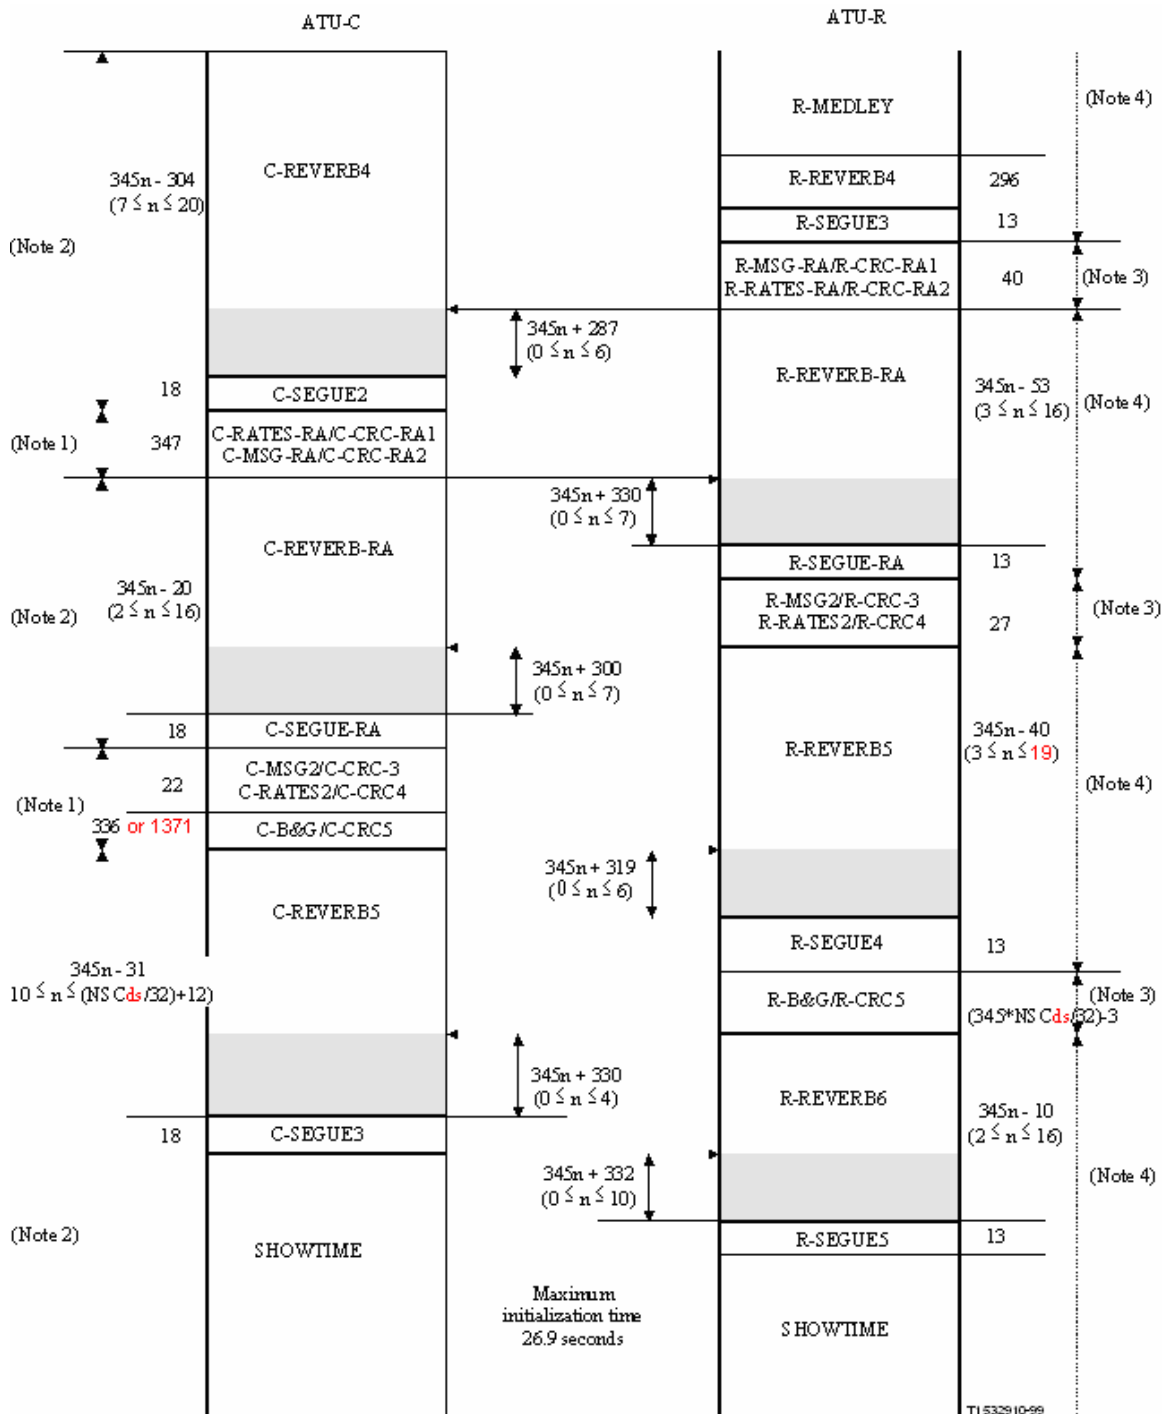 ATU-C
ATU-R
R-MEDLEY
(Note 4)
C-REVERB4
345n - 304
(7 ≤ n ≤ 20)
R-REVERB4
296
R-SEGUE3
13
(Note 2)
R-MSG-RA/R-CRC-RA1
R-RATES-RA/R-CRC-RA2
40
(Note 3)
345n + 287
(0 ≤ n ≤ 6)
R-REVERB-RA
345n - 53
(3 ≤ n ≤ 16)
(Note 4)
18
C-SEGUE2
(Note 1)
347
C-RATES-RA/C-CRC-RA1
C-MSG-RA/C-CRC-RA2
345n + 330
(0 ≤ n ≤ 7)
C-REVERB-RA
R-SEGUE-RA
13
345n - 20
(2 ≤ n ≤ 16)
(Note 2)
R-MSG2/R-CRC-3
R-RATES2/R-CRC4
27
(Note 3)
345n + 300
(0 ≤ n ≤ 7)
18
C-SEGUE-RA
R-REVERB5
345n - 40
(3 ≤ n ≤ 19)
(Note 4)
C-MSG2/C-CRC-3
C-RATES2/C-CRC4
22
(Note 1)
336 or 1371
C-B&G/C-CRC5
345n + 319
(0 ≤ n ≤ 6)
C-REVERB5
R-SEGUE4
13
345n - 31
10 ≤ n ≤ (NSCds/32)+12)
R-B&G/R-CRC5
(Note 3)
(345*NSCds/32)-3
345n + 330
(0 ≤ n ≤ 4)
R-REVERB6
345n - 10
(2 ≤ n ≤ 16)
18
C-SEGUE3
345n + 332
(0 ≤ n ≤ 10)
(Note 4)
(Note 2)
R-SEGUE5
13
SHOWTIME
Maximum
initialization time
26.9 seconds
SHOWTIME
T1532910-99